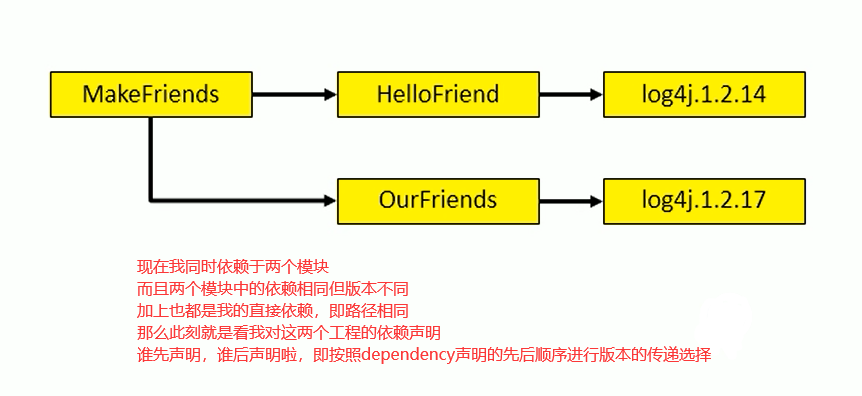 MakeFriends
HelloFriend
log4j.1.2.14
OurFriends
log4j.1.2.17
现在我同时依赖于两个模块
而且两个模块中的依赖相同但版本不同
加上也都是我的直接依赖，即路径相同
那么此刻就是看我对这两个工程的依赖声明
谁先声明，谁后声明啦，即按照dependency声明的先后顺序进行版本的传递选择